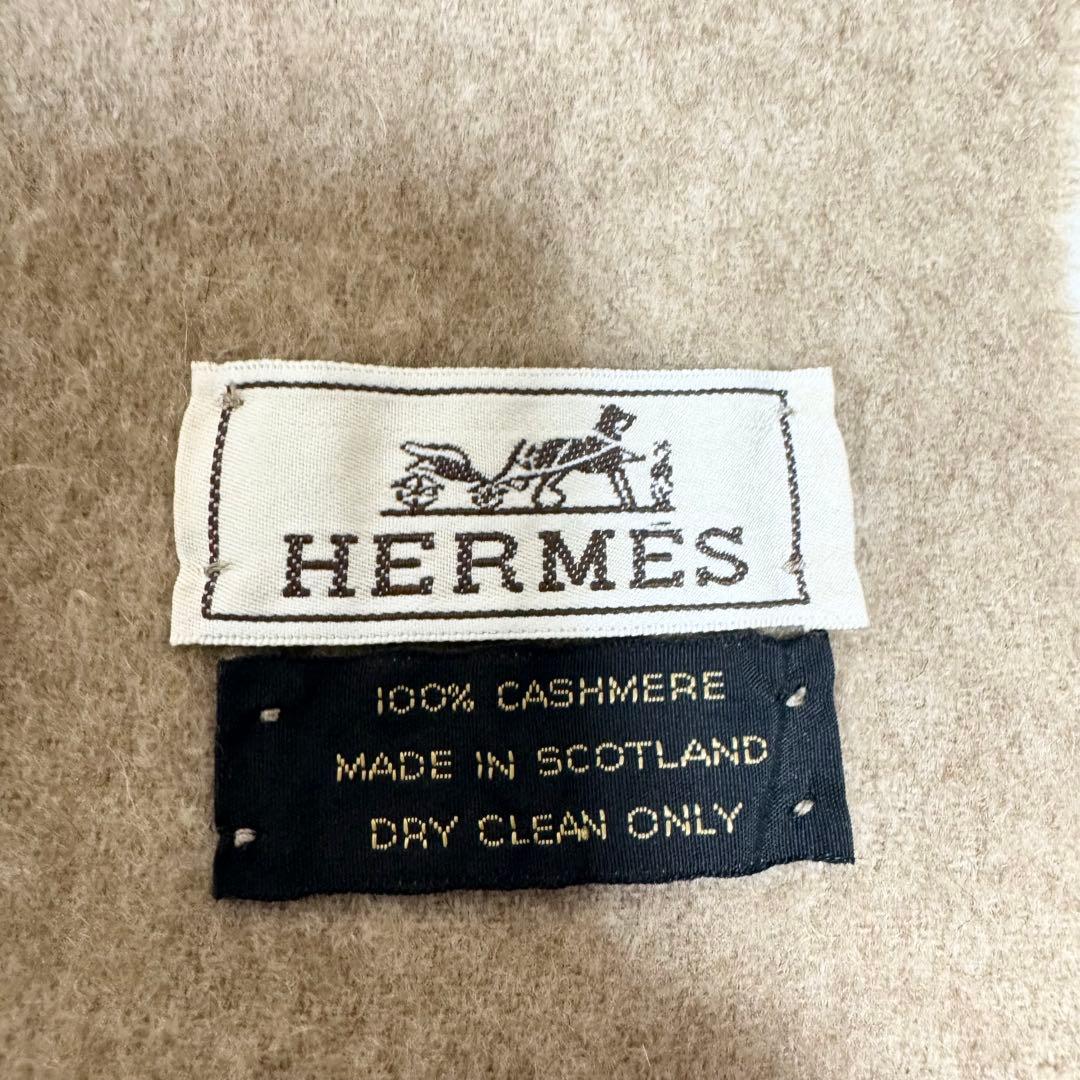 HERMÈS
100% CASHMERE
MADE IN SCOTLAND
DRY CLEAN ONLY